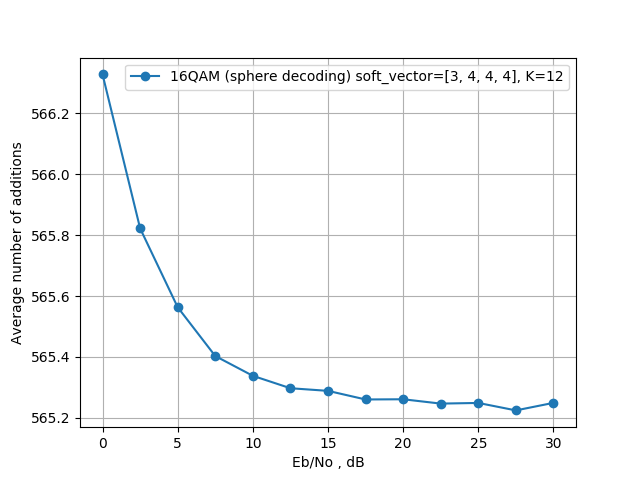 16QAM (sphere decoding) soft_vector=[3, 4, 4, 4], K=12
Average number of additions
566.2
566.0
565.8
565.6
565.4
565.2
0 5 10 15 20 25 30
Eb/No , dB